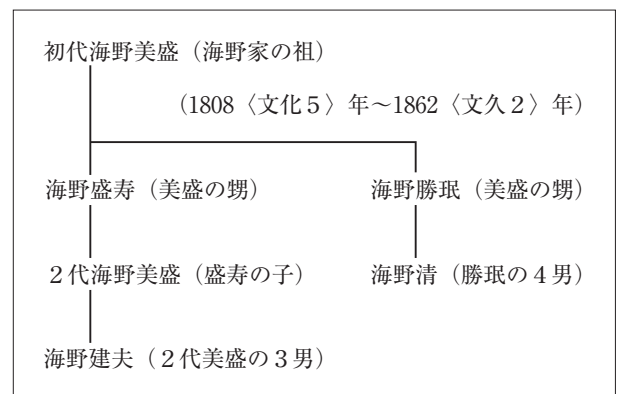 初代海野美盛(海野家の祖)
(1808〈文化5〉年~1862〈文久2〉年)
海野盛寿(美盛の甥) 海野勝珉(美盛の甥)
2代海野美盛(盛寿の子) 海野清(勝珉の4男)
海野建夫(2代美盛の3男)